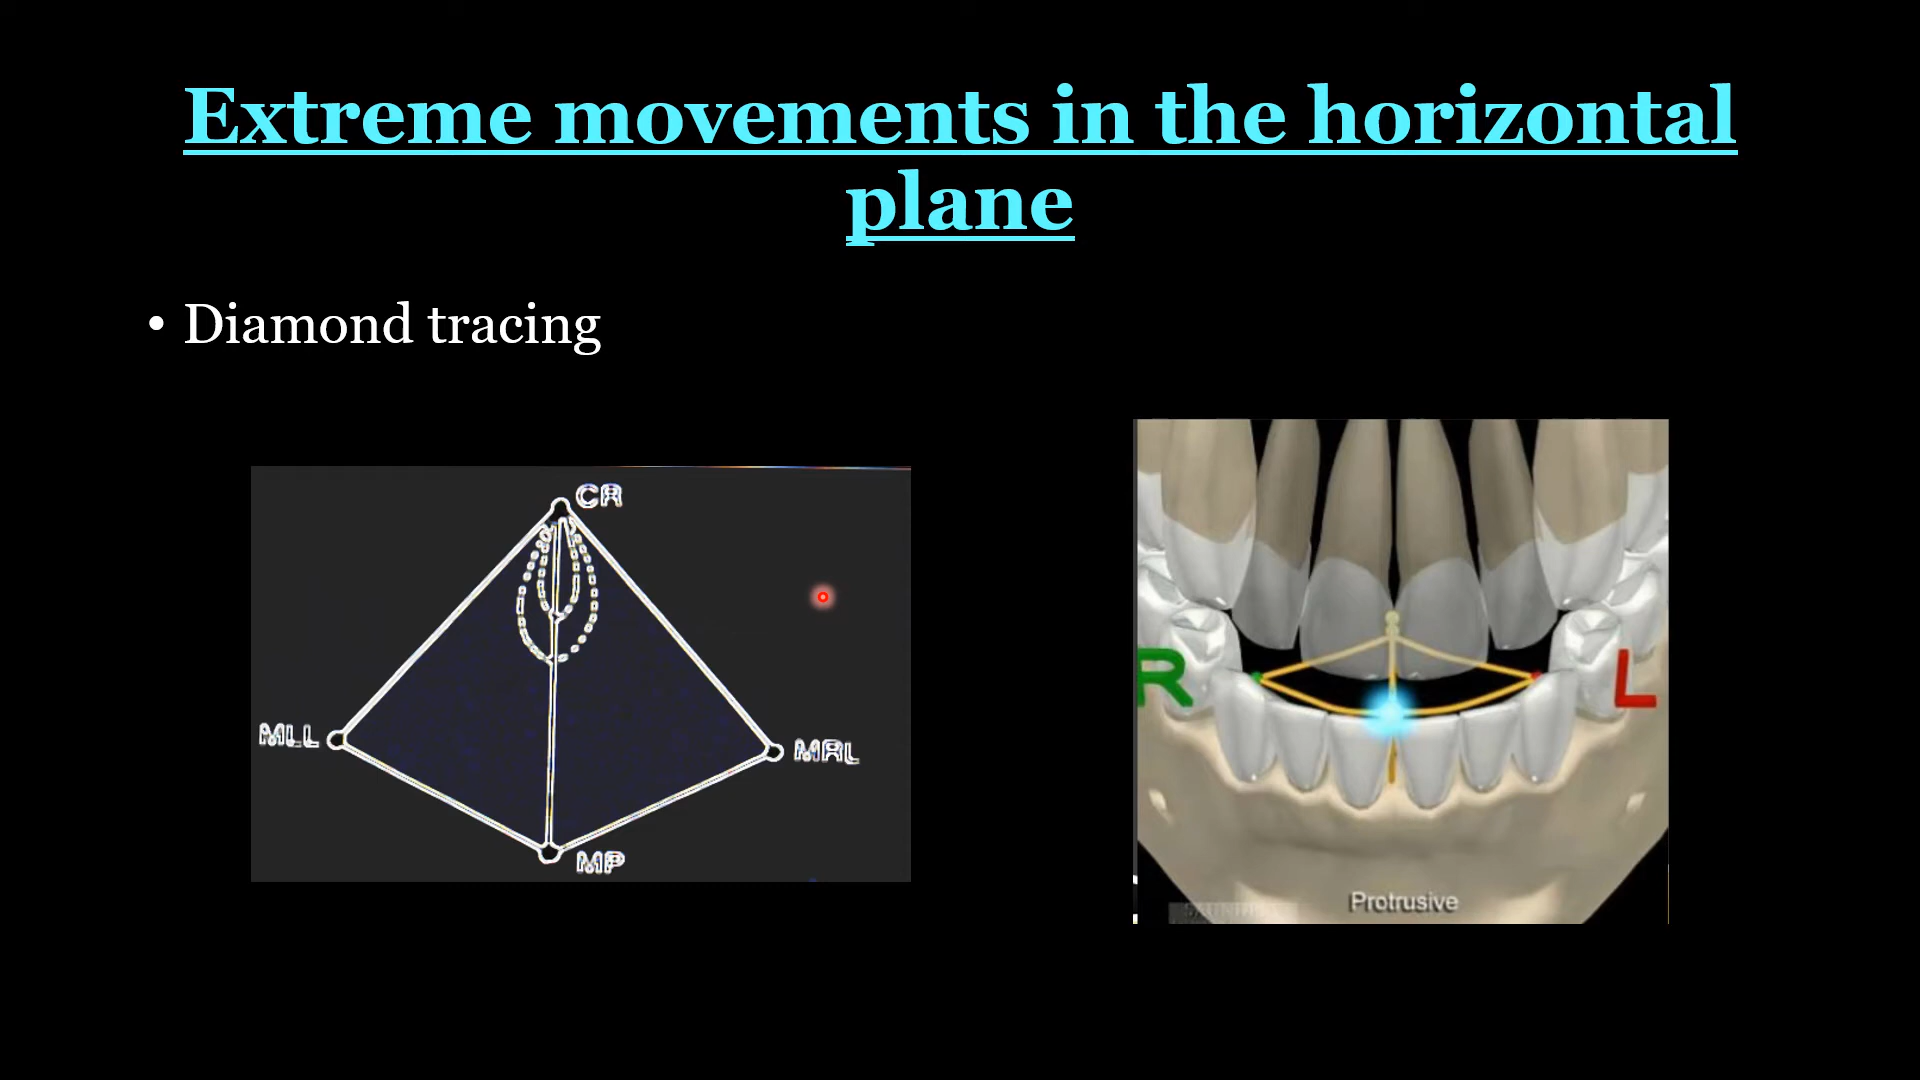 Extreme movements in the horizontal
plane
• Diamond tracing
CR
MLL
MRL
MP
R
L
Protrusive